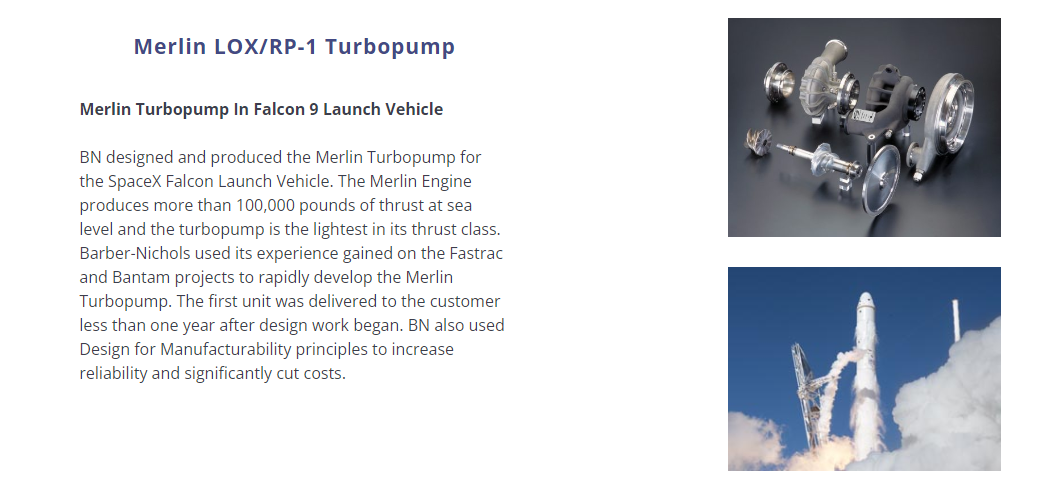 Merlin LOX/RP-1 Turbopump
Merlin Turbopump In Falcon 9 Launch Vehicle
BN designed and produced the Merlin Turbopump for
the SpaceX Falcon Launch Vehicle. The Merlin Engine
produces more than 100,000 pounds of thrust at sea
level and the turbopump is the lightest in its thrust class.
Barber-Nichols used its experience gained on the Fastrac
and Bantam projects to rapidly develop the Merlin
Turbopump. The first unit was delivered to the customer
less than one year after design work began. BN also used
Design for Manufacturability principles to increase
reliability and significantly cut costs.